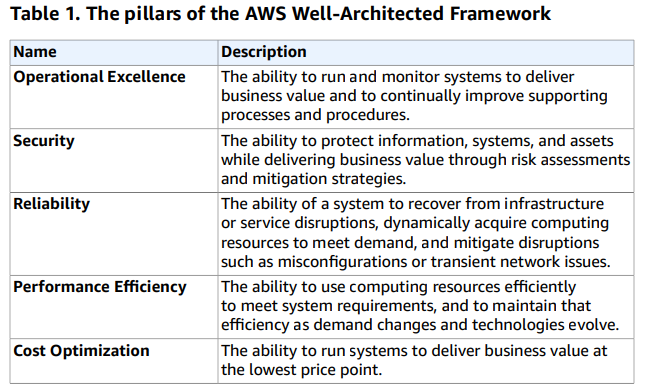 Table 1. The pillars of the AWS Well-Architected Framework
Name Description
Operational Excellence The ability to run and monitor systems to deliver
business value and to continually improve supporting
processes and procedures.
Security The ability to protect information, systems, and assets
while delivering business value through risk assessments
and mitigation strategies.
Reliability The ability of a system to recover from infrastructure
or service disruptions, dynamically acquire computing
resources to meet demand, and mitigate disruptions
such as misconfigurations or transient network issues.
Performance Efficiency The ability to use computing resources efficiently
to meet system requirements, and to maintain that
efficiency as demand changes and technologies evolve.
Cost Optimization The ability to run systems to deliver business value at
the lowest price point.